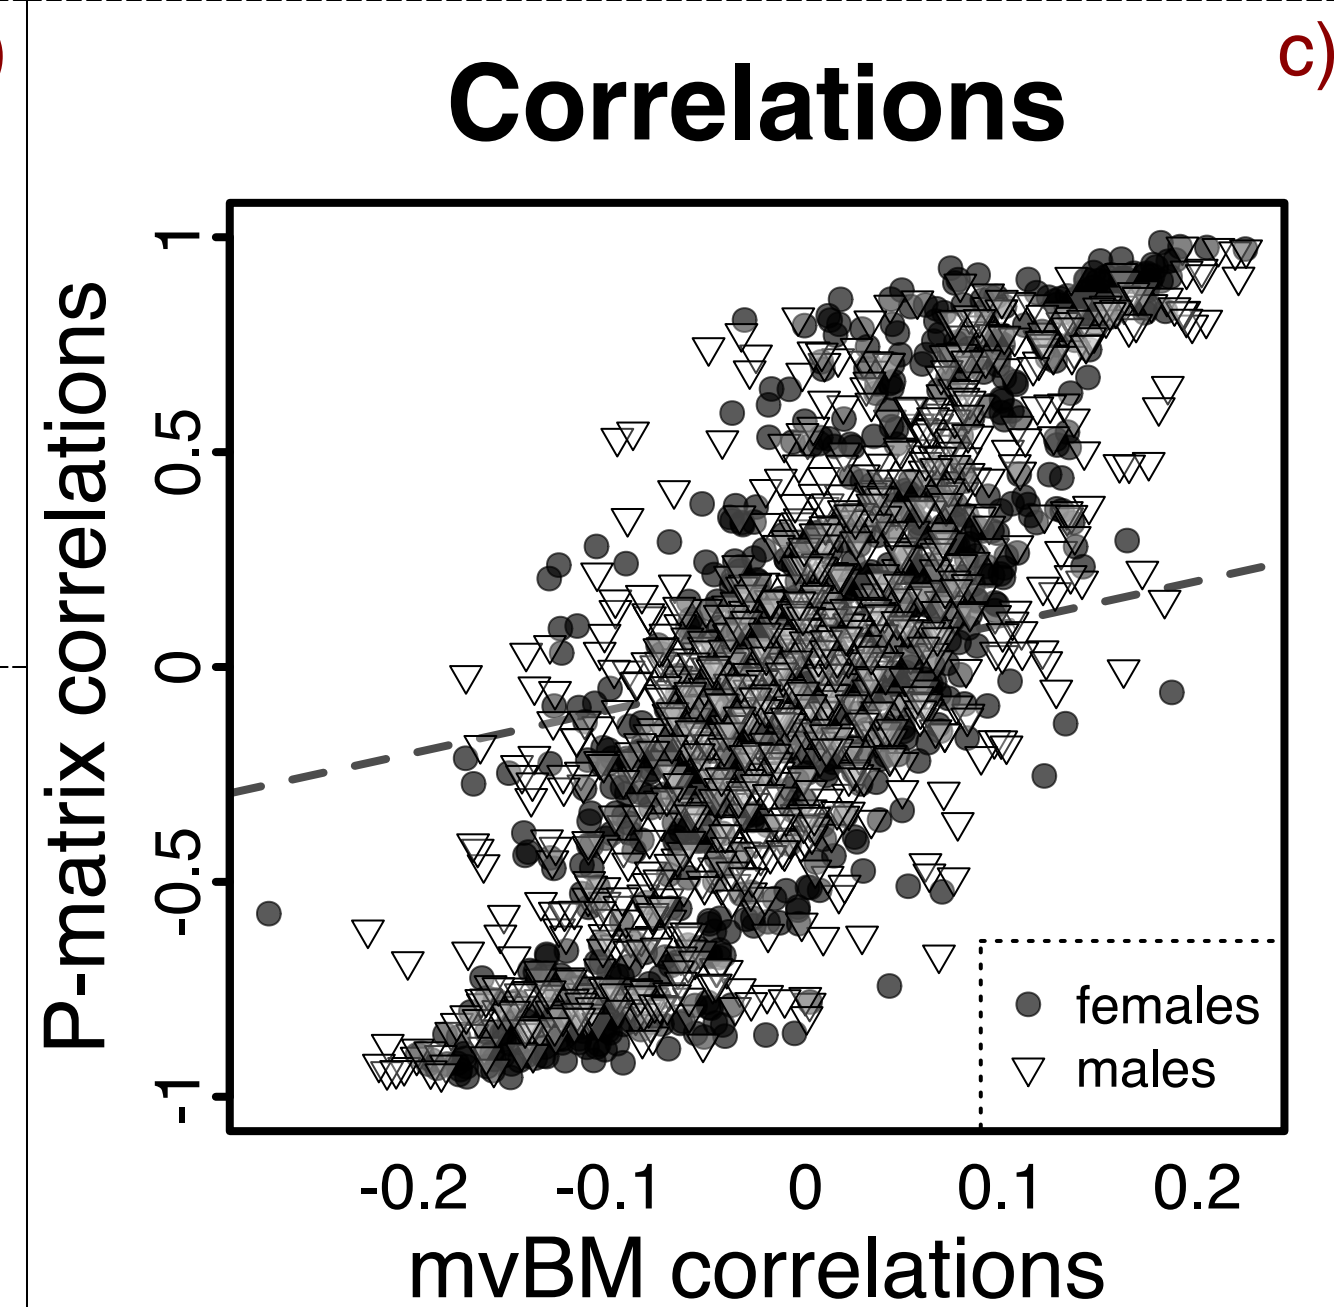 )
c)
Correlations
P-matrix correlations
1
0.5
0
-0.5
-1
females
males
-0.2 -0.1 0 0.1 0.2
mvBM correlations